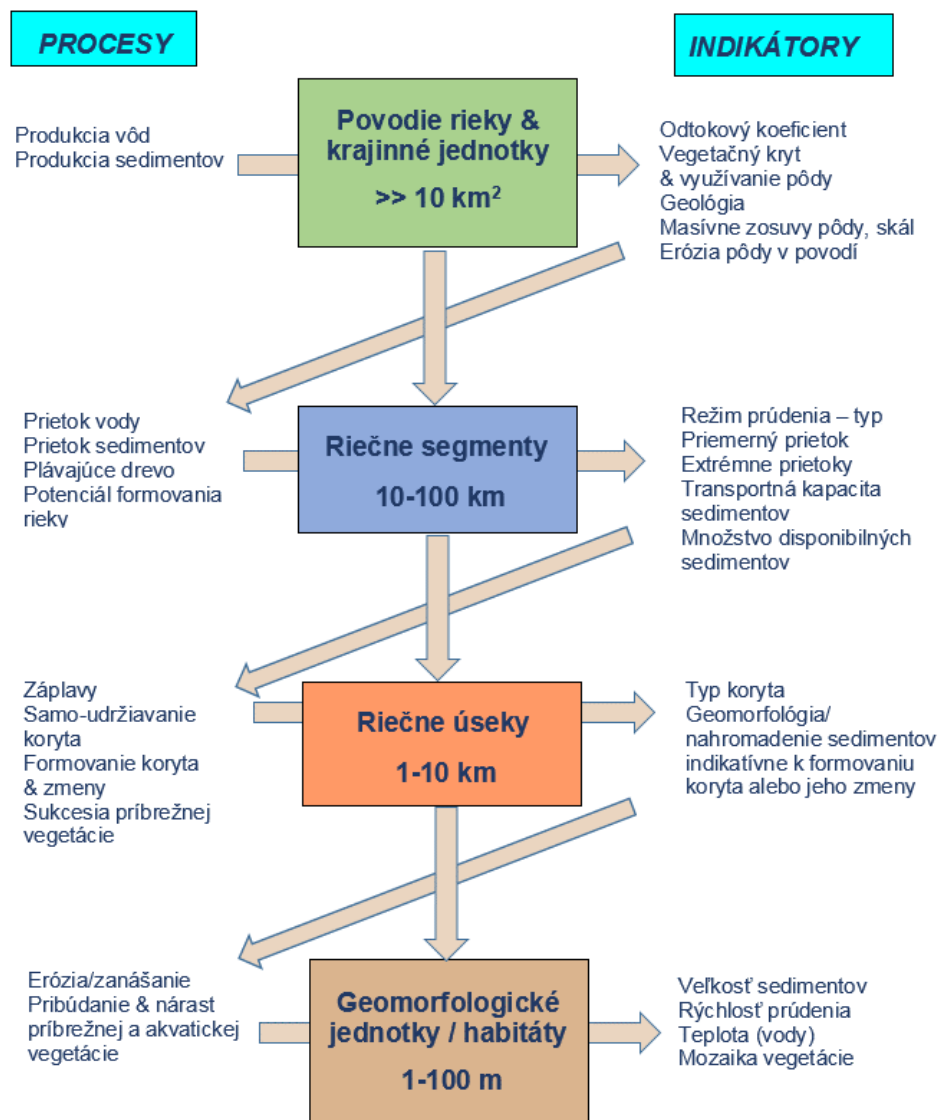 PROCESY
INDIKÁTORY
Produkcia vôd
Produkcia sedimentov
Povodie rieky &
krajinné jednotky
>> 10 km²
Odtokový koeficient
Vegetačný kryt
& využívanie pôdy
Geológia
Masívne zosuvy pôdy, skál
Erózia pôdy v povodí
Prietok vody
Prietok sedimentov
Plávajúce drevo
Potenciál formovania
rieky
Riečne segmenty
10-100 km
Režim prúdenia – typ
Priemerný prietok
Extrémne prietoky
Transportná kapacita
sedimentov
Množstvo disponibilných
sedimentov
Záplavy
Samo-udržiavanie
koryta
Formovanie koryta
& zmeny
Sukcesia príbrežnej
vegetácie
Riečne úseky
1-10 km
Typ koryta
Geomorfológia/
nahromadenie sedimentov
indikatívne k formovaniu
koryta alebo jeho zmeny
Erózia/zanášanie
Pribúdanie & nárast
príbrežnej a akvatickej
vegetácie
Geomorfologické
jednotky / habitáty
1-100 m
Veľkosť sedimentov
Rýchlosť prúdenia
Teplota (vody)
Mozaika vegetácie